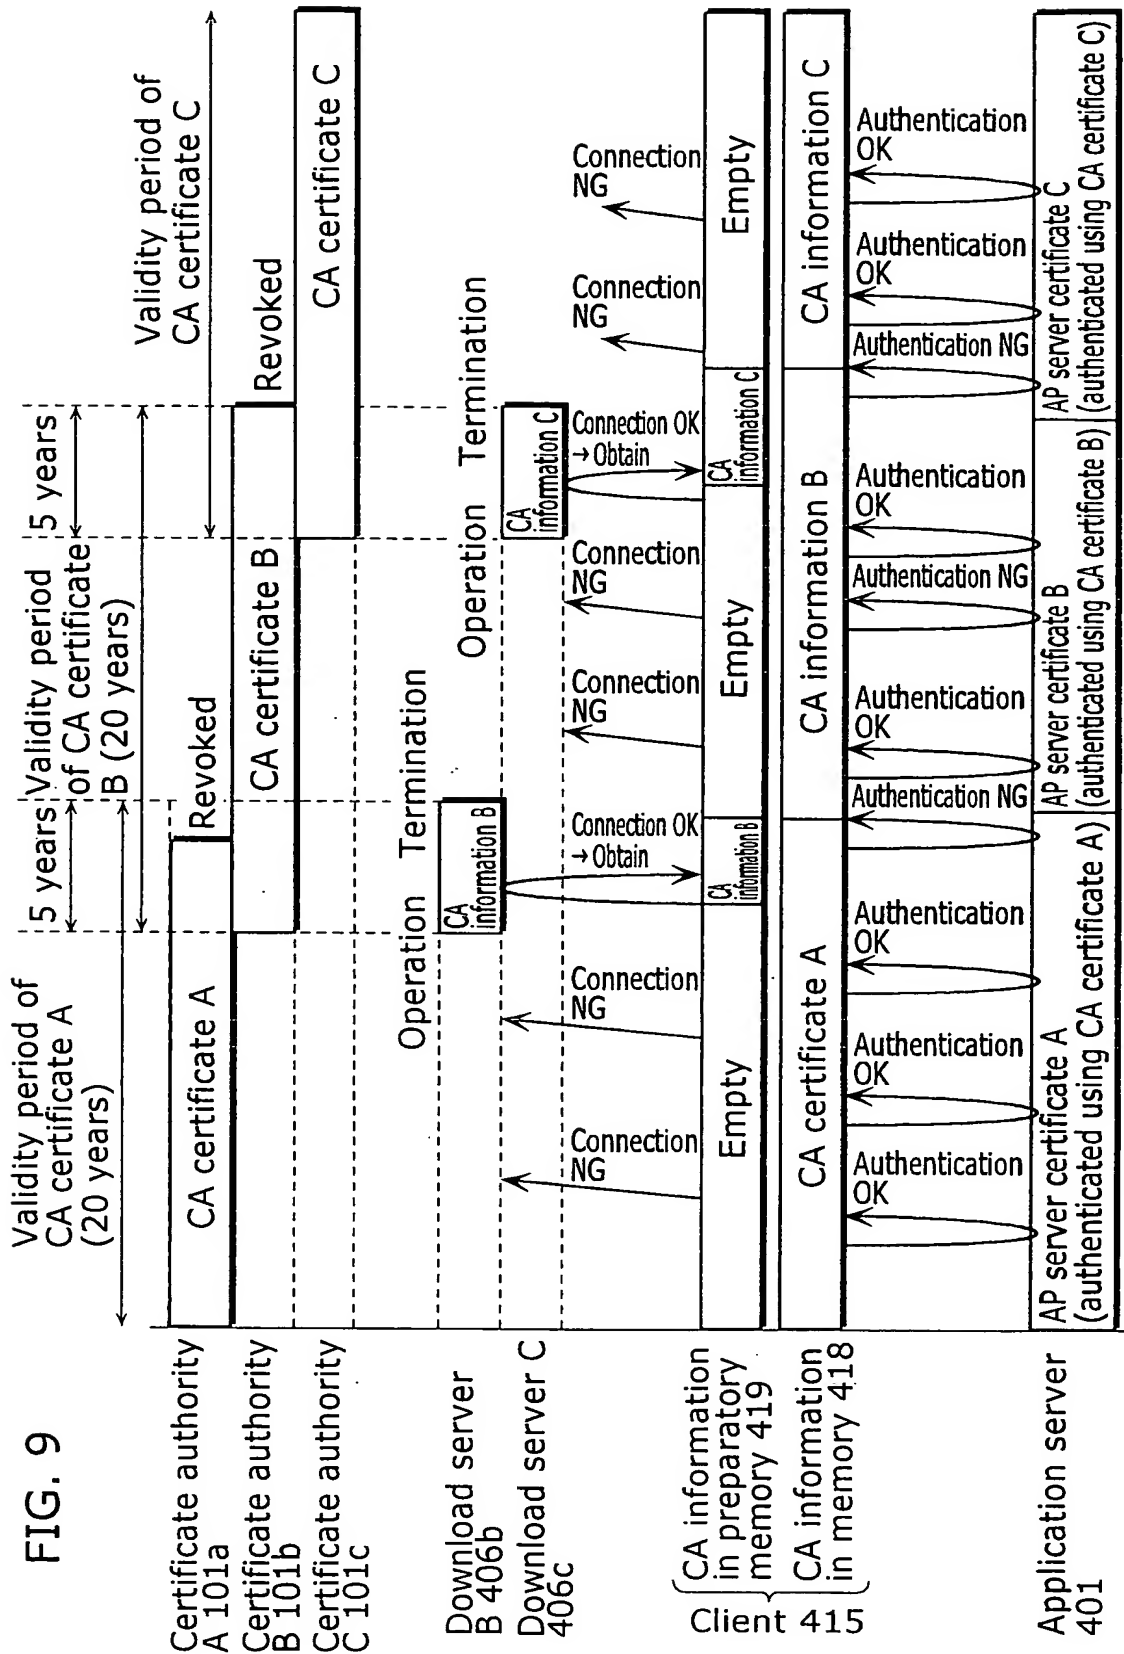 FIG. 9
Validity period of
CA certificate A
(20 years)
5 years
Validity period
of CA certificate
B (20 years)
5 years
Validity period of
CA certificate C
Certificate authority
A 101a
CA certificate A
Revoked
Certificate authority
B 101b
CA certificate B
Revoked
Certificate authority
C 101c
CA certificate C
Operation
Termination
Download server
B 406b
CA
information B
Operation
Termination
Download server C
406c
CA
information C
Connection
NG
Connection
NG
Connection OK
→Obtain
Connection
NG
Connection
NG
Connection OK
→Obtain
Connection
NG
Connection
NG
Client 415
CA information
in preparatory
memory 419
Empty
CA
information B
Empty
CA
information C
Empty
CA information
in memory 418
CA certificate A
CA information B
CA information C
Authentication
OK
Authentication
OK
Authentication
OK
Authentication NG
Authentication
OK
Authentication NG
Authentication
OK
Authentication NG
Authentication
OK
Authentication
OK
Application server
401
AP server certificate A
(authenticated using CA certificate A)
AP server certificate B
(authenticated using CA certificate B)
AP server certificate C
(authenticated using CA certificate C)